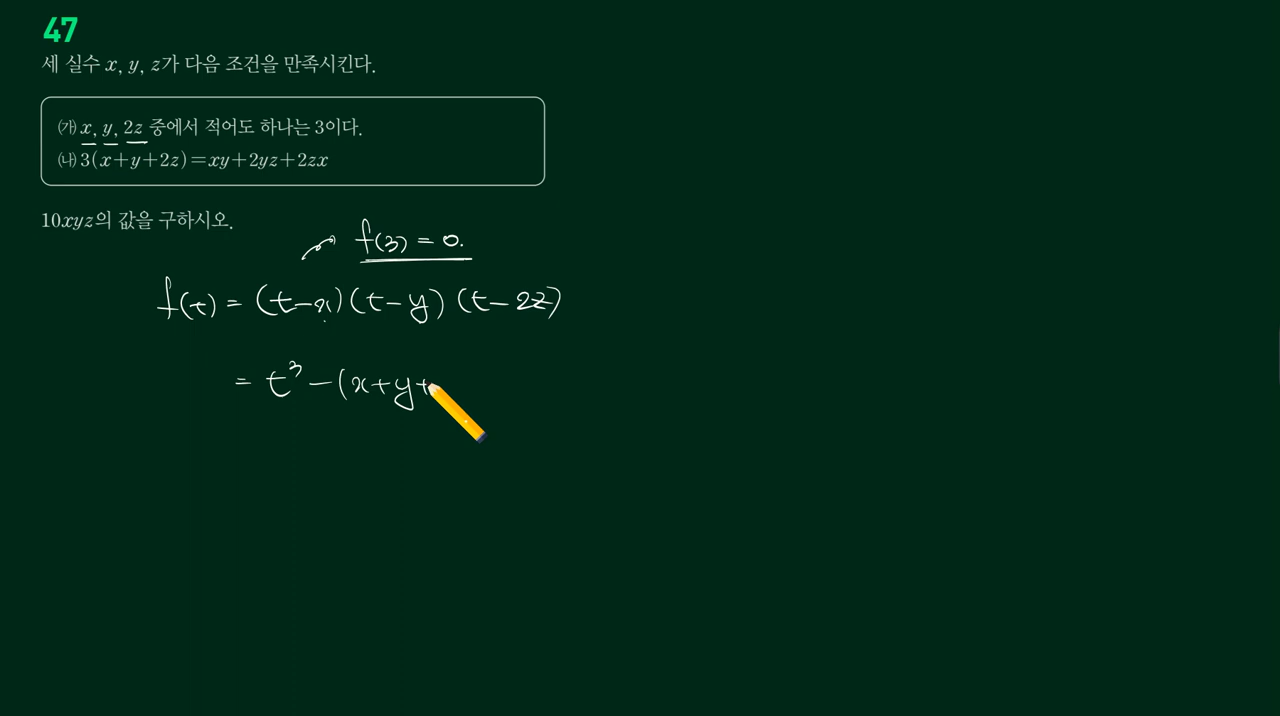 47
세 실수 x, y, z가 다음 조건을 만족시킨다.
㈎ x, y, 2z 중에서 적어도 하나는 3이다.
㈏ 3(x+y+2z)=xy+2yz+2zx
10xyz의 값을 구하시오.
f(3) = 0.
f(t) = (t-x)(t-y)(t-2z)
= t³-(x+y+